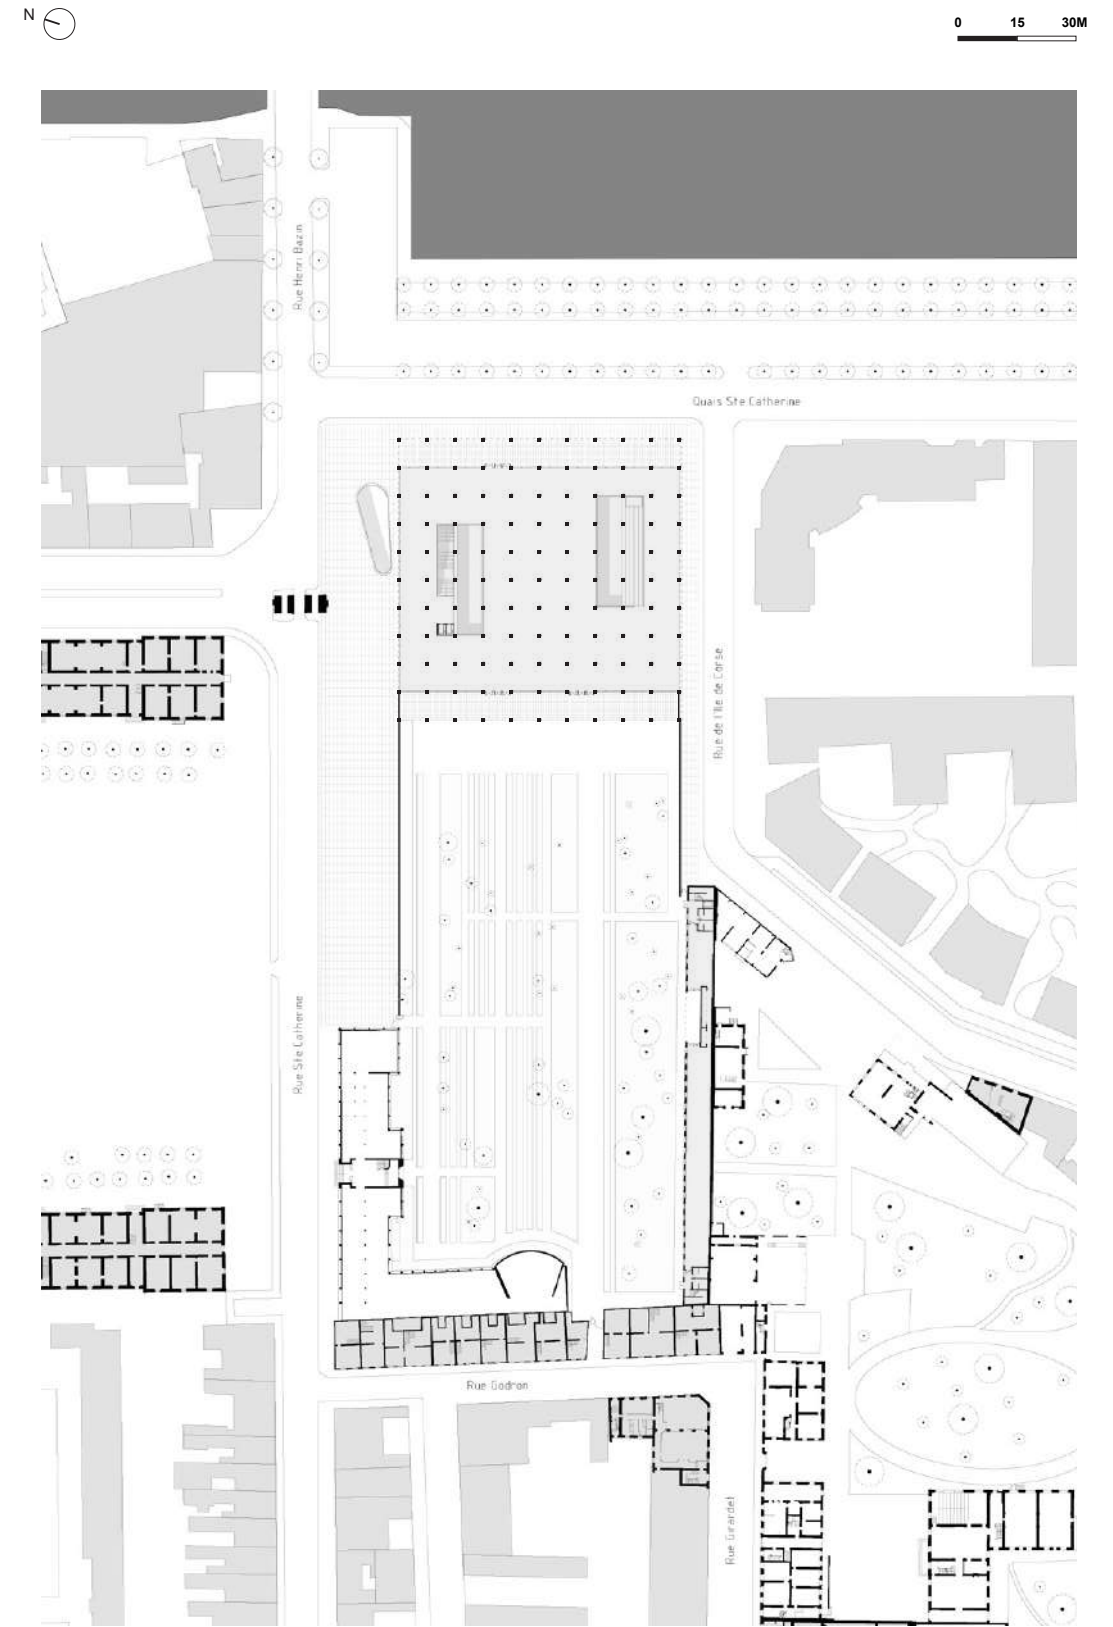 N
0 15 30M
Rue Henri Bazin
Quais Ste Catherine
Rue de l'Ile de Corse
Rue Ste Catherine
Rue Godron
Rue Girardet